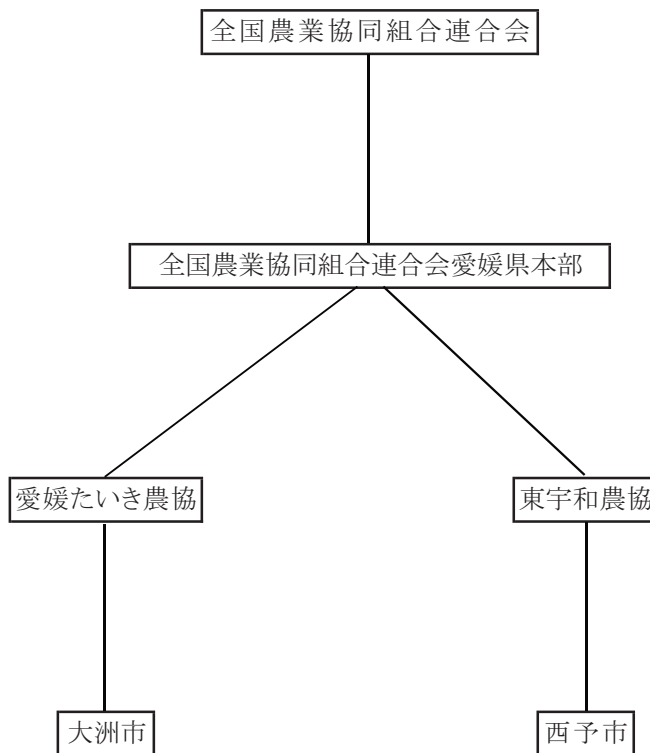 全国農業協同組合連合会
全国農業協同組合連合会愛媛県本部
愛媛たいき農協
東宇和農協
大洲市
西予市